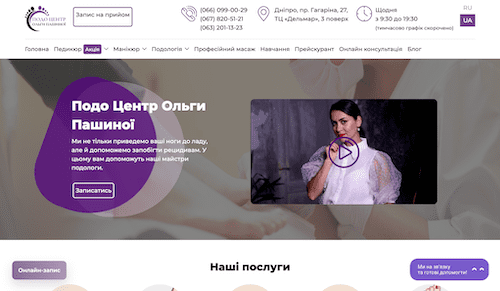 ПОДО ЦЕНТР
ОЛЬГИ ПАШИНОЇ
Запис на прийом
(066) 099-00-29
(067) 820-51-21
(063) 201-13-23
Дніпро, пр. Гагаріна, 27,
ТЦ «Дельмар», 3 поверх
Щодня
з 9:30 до 19:30
(тимчасово графік скорочено)
RU
UA
Головна Педикюр Акція Манікюр Подологія Професійний масаж Навчання Прейскурант Онлайн консультація Блог
Подо Центр Ольги
Пашиної
Ми не тільки приведемо ваші ноги до ладу,
але й допоможемо запобігти рецидивам. У
цьому вам допоможуть наші майстри
подологи.
Записатись
Онлайн-запис
Наші послуги
Ми на зв'язку
та готові допомогти!